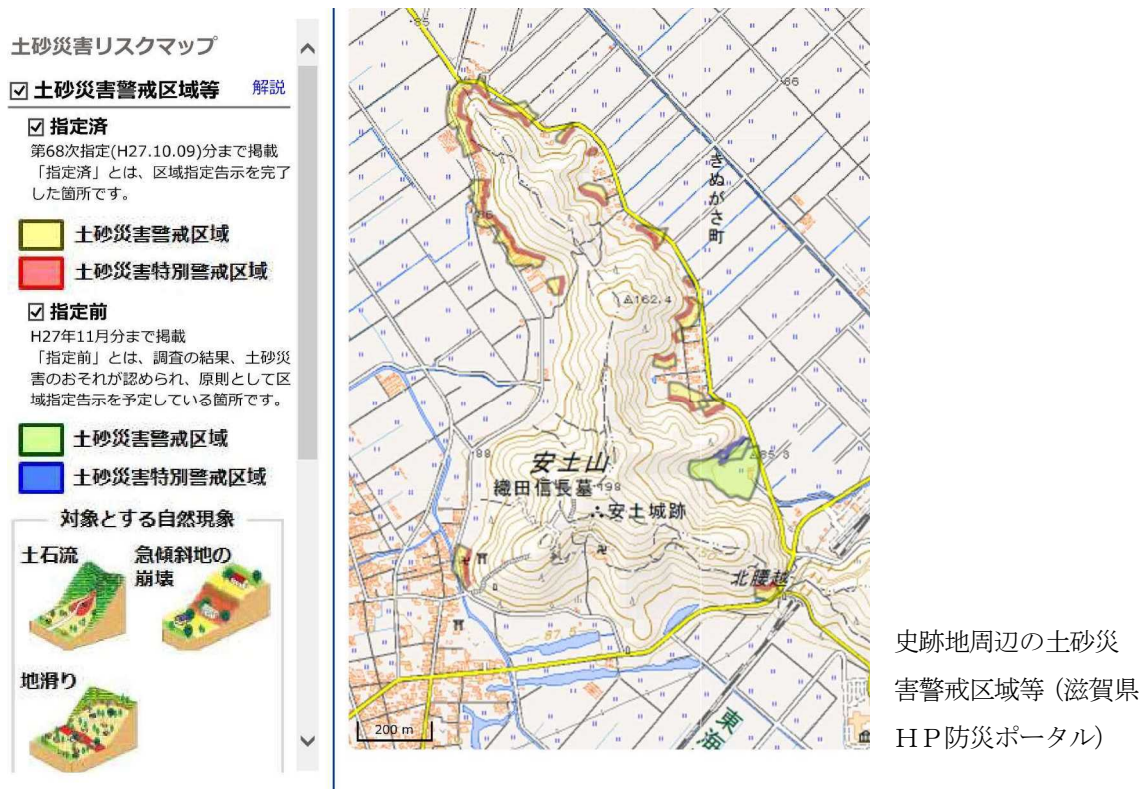 土砂災害リスクマップ
土砂災害警戒区域等 解説
指定済
第68次指定(H27.10.09)分まで掲載
「指定済」とは、区域指定告示を完了
した箇所です。
土砂災害警戒区域
土砂災害特別警戒区域
指定前
H27年11月分まで掲載
「指定前」とは、調査の結果、土砂災
害のおそれが認められ、原則として区
域指定告示を予定している箇所です。
土砂災害警戒区域
土砂災害特別警戒区域
対象とする自然現象
土石流
急傾斜地の
崩壊
地滑り
85
86
きぬがさ町
86
162.4
88
85.3
安土山
織田信長墓
198
安土城跡
北腰越
87.5
東海
200 m
史跡地周辺の土砂災
害警戒区域等（滋賀県
ＨＰ防災ポータル）